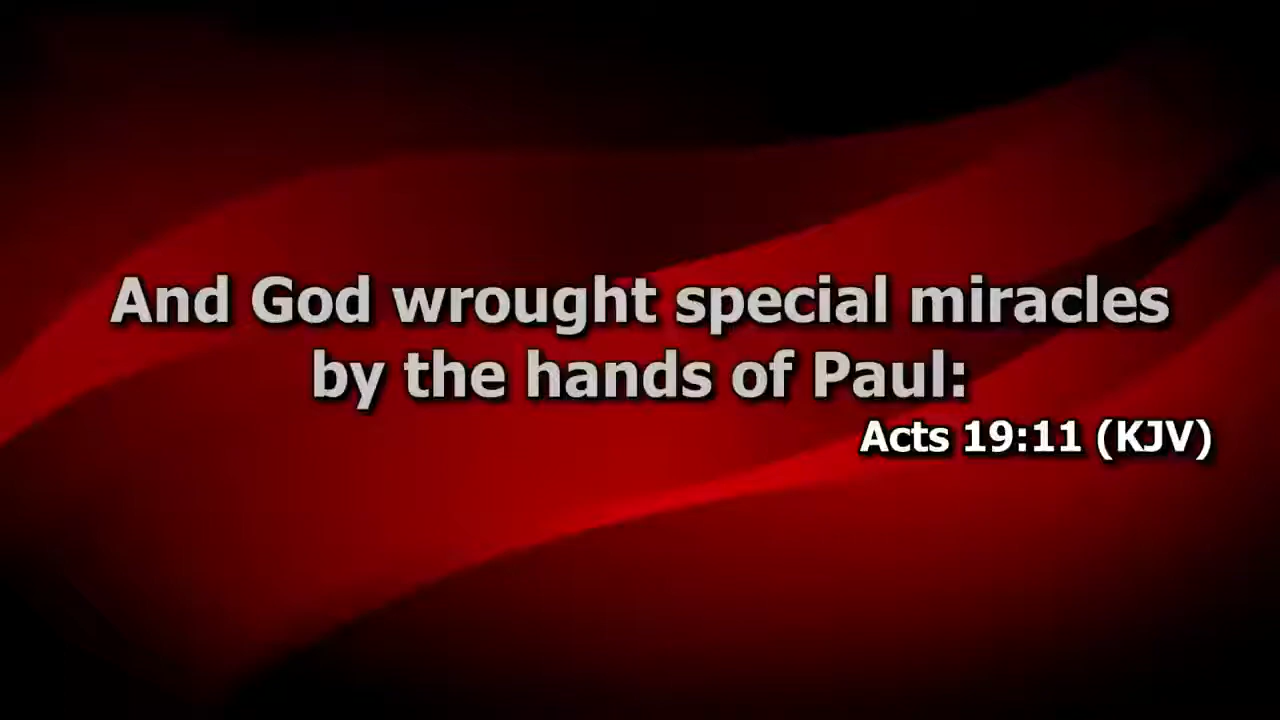 And God wrought special miracles
by the hands of Paul:
Acts 19:11 (KJV)